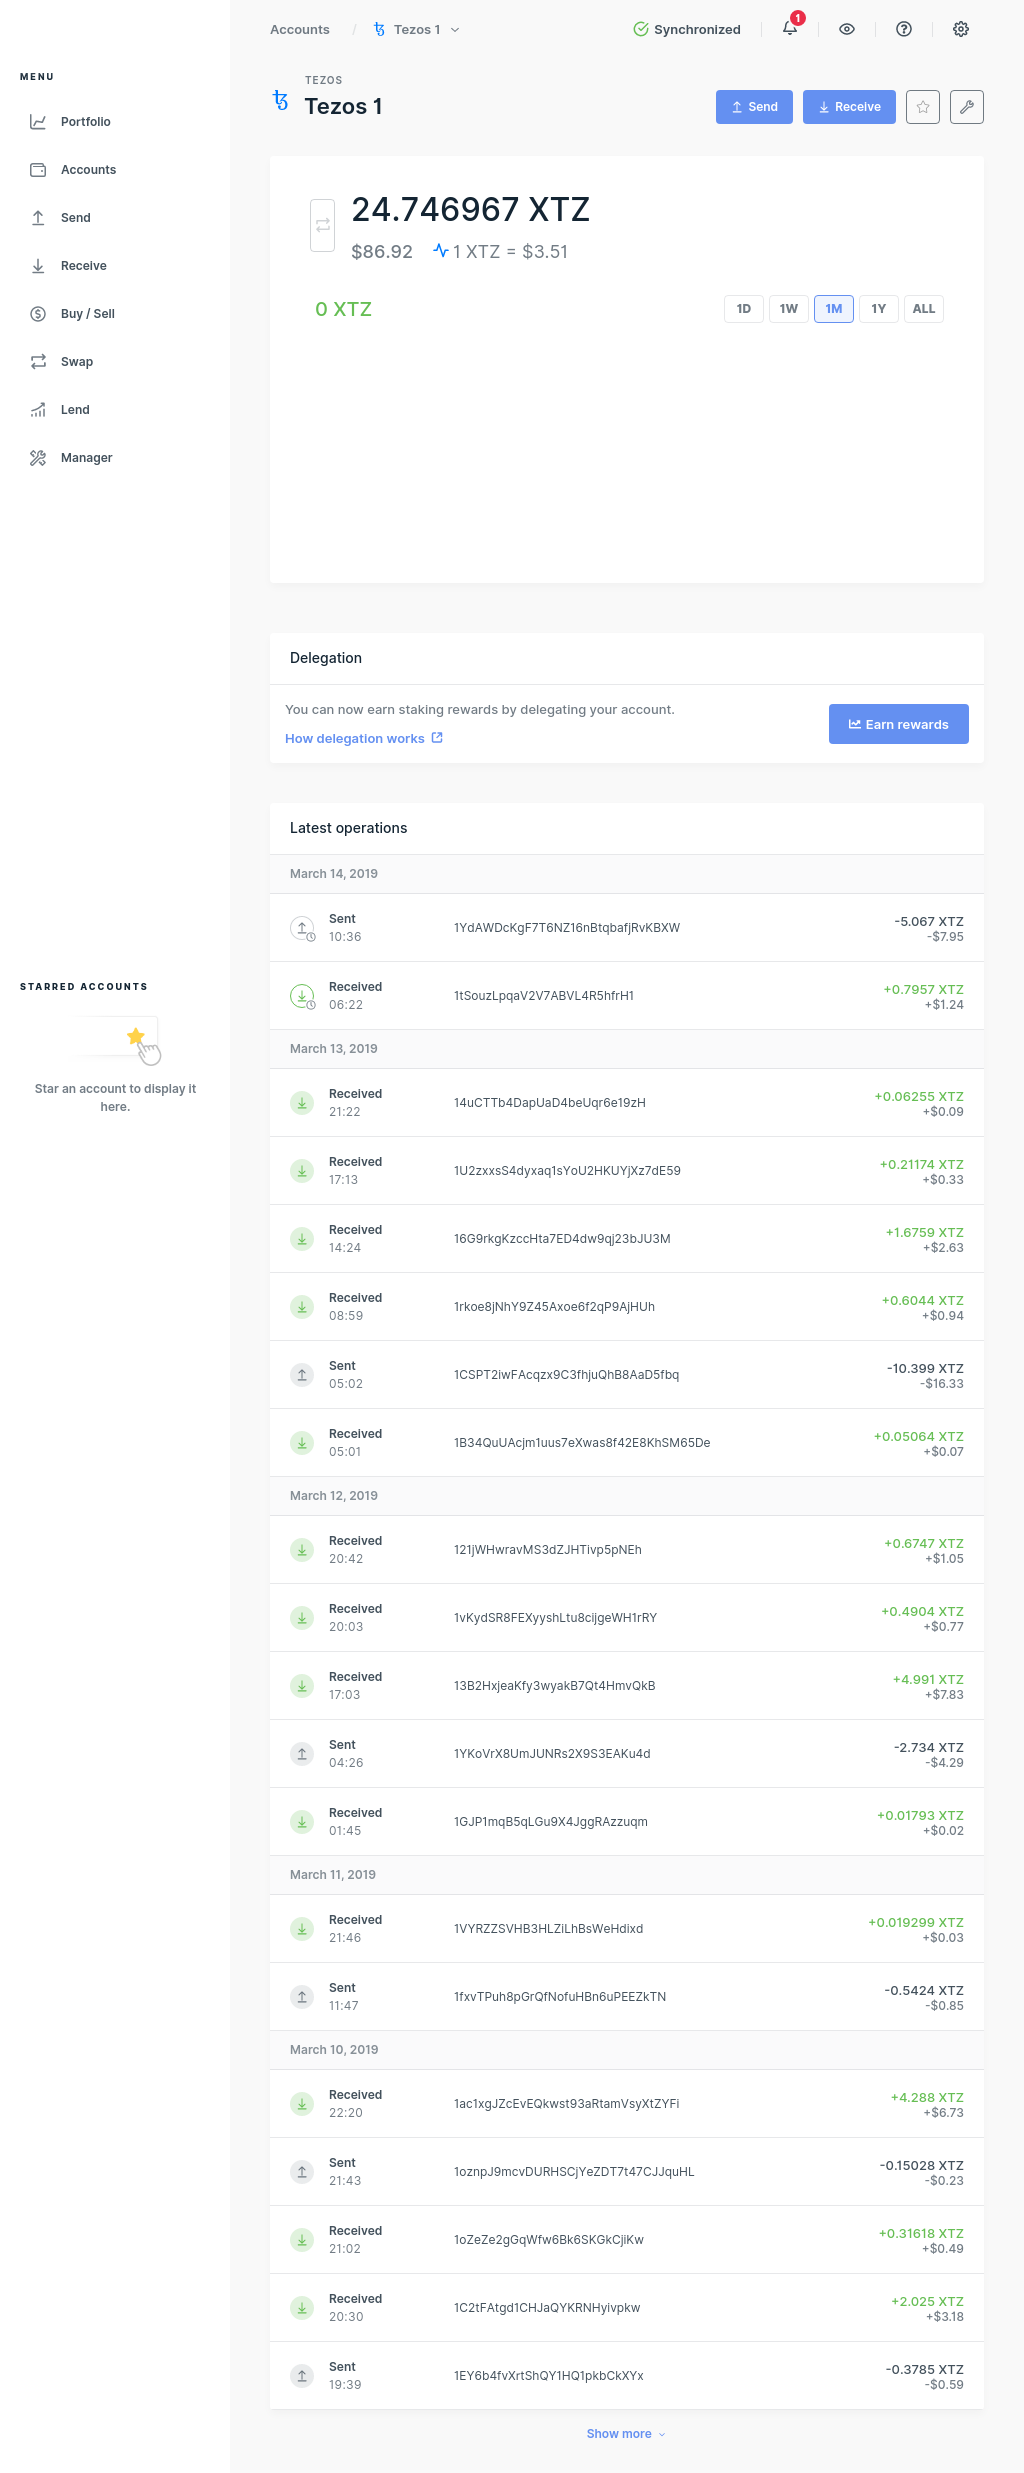 Accounts / Tezos 1
Synchronized
1
MENU
Portfolio
Accounts
Send
Receive
Buy / Sell
Swap
Lend
Manager
STARRED ACCOUNTS
Star an account to display it
here.
TEZOS
Tezos 1
Send
Receive
24.746967 XTZ
$86.92 1 XTZ = $3.51
0 XTZ
1D 1W 1M 1Y ALL
Delegation
You can now earn staking rewards by delegating your account.
How delegation works
Earn rewards
Latest operations
March 14, 2019
Sent 1YdAWDcKgF7T6NZ16nBtqbafjRvKBXW -5.067 XTZ
10:36 -$7.95
Received 1tSouzLpqaV2V7ABVL4R5hfrH1 +0.7957 XTZ
06:22 +$1.24
March 13, 2019
Received 14uCTTb4DapUaD4beUqr6e19zH +0.06255 XTZ
21:22 +$0.09
Received 1U2zxxsS4dyxaq1sYoU2HKUYjXz7dE59 +0.21174 XTZ
17:13 +$0.33
Received 16G9rkgKzccHta7ED4dw9qj23bJU3M +1.6759 XTZ
14:24 +$2.63
Received 1rkoe8jNhY9Z45Axoe6f2qP9AjHUh +0.6044 XTZ
08:59 +$0.94
Sent 1CSPT2iwFAcqzx9C3fhjuQhB8AaD5fbq -10.399 XTZ
05:02 -$16.33
Received 1B34QuUAcjm1uus7eXwas8f42E8KhSM65De +0.05064 XTZ
05:01 +$0.07
March 12, 2019
Received 121jWHwravMS3dZJHTivp5pNEh +0.6747 XTZ
20:42 +$1.05
Received 1vKydSR8FEXyyshLtu8cijgeWH1rRY +0.4904 XTZ
20:03 +$0.77
Received 13B2HxjeaKfy3wyakB7Qt4HmvQkB +4.991 XTZ
17:03 +$7.83
Sent 1YKoVrX8UmJUNRs2X9S3EAKu4d -2.734 XTZ
04:26 -$4.29
Received 1GJP1mqB5qLGu9X4JggRAzzuqm +0.01793 XTZ
01:45 +$0.02
March 11, 2019
Received 1VYRZZSVHB3HLZiLhBsWeHdixd +0.019299 XTZ
21:46 +$0.03
Sent 1fxvTPuh8pGrQfNofuHBn6uPEEZkTN -0.5424 XTZ
11:47 -$0.85
March 10, 2019
Received 1ac1xgJZcEvEQkwst93aRtamVsyXtZYFi +4.288 XTZ
22:20 +$6.73
Sent 1oznpJ9mcvDURHSCjYeZDT7t47CJJquHL -0.15028 XTZ
21:43 -$0.23
Received 1oZeZe2gGqWfw6Bk6SKGkCjiKw +0.31618 XTZ
21:02 +$0.49
Received 1C2tFAtgd1CHJaQYKRNHyivpkw +2.025 XTZ
20:30 +$3.18
Sent 1EY6b4fvXrtShQY1HQ1pkbCkXYx -0.3785 XTZ
19:39 -$0.59
Show more